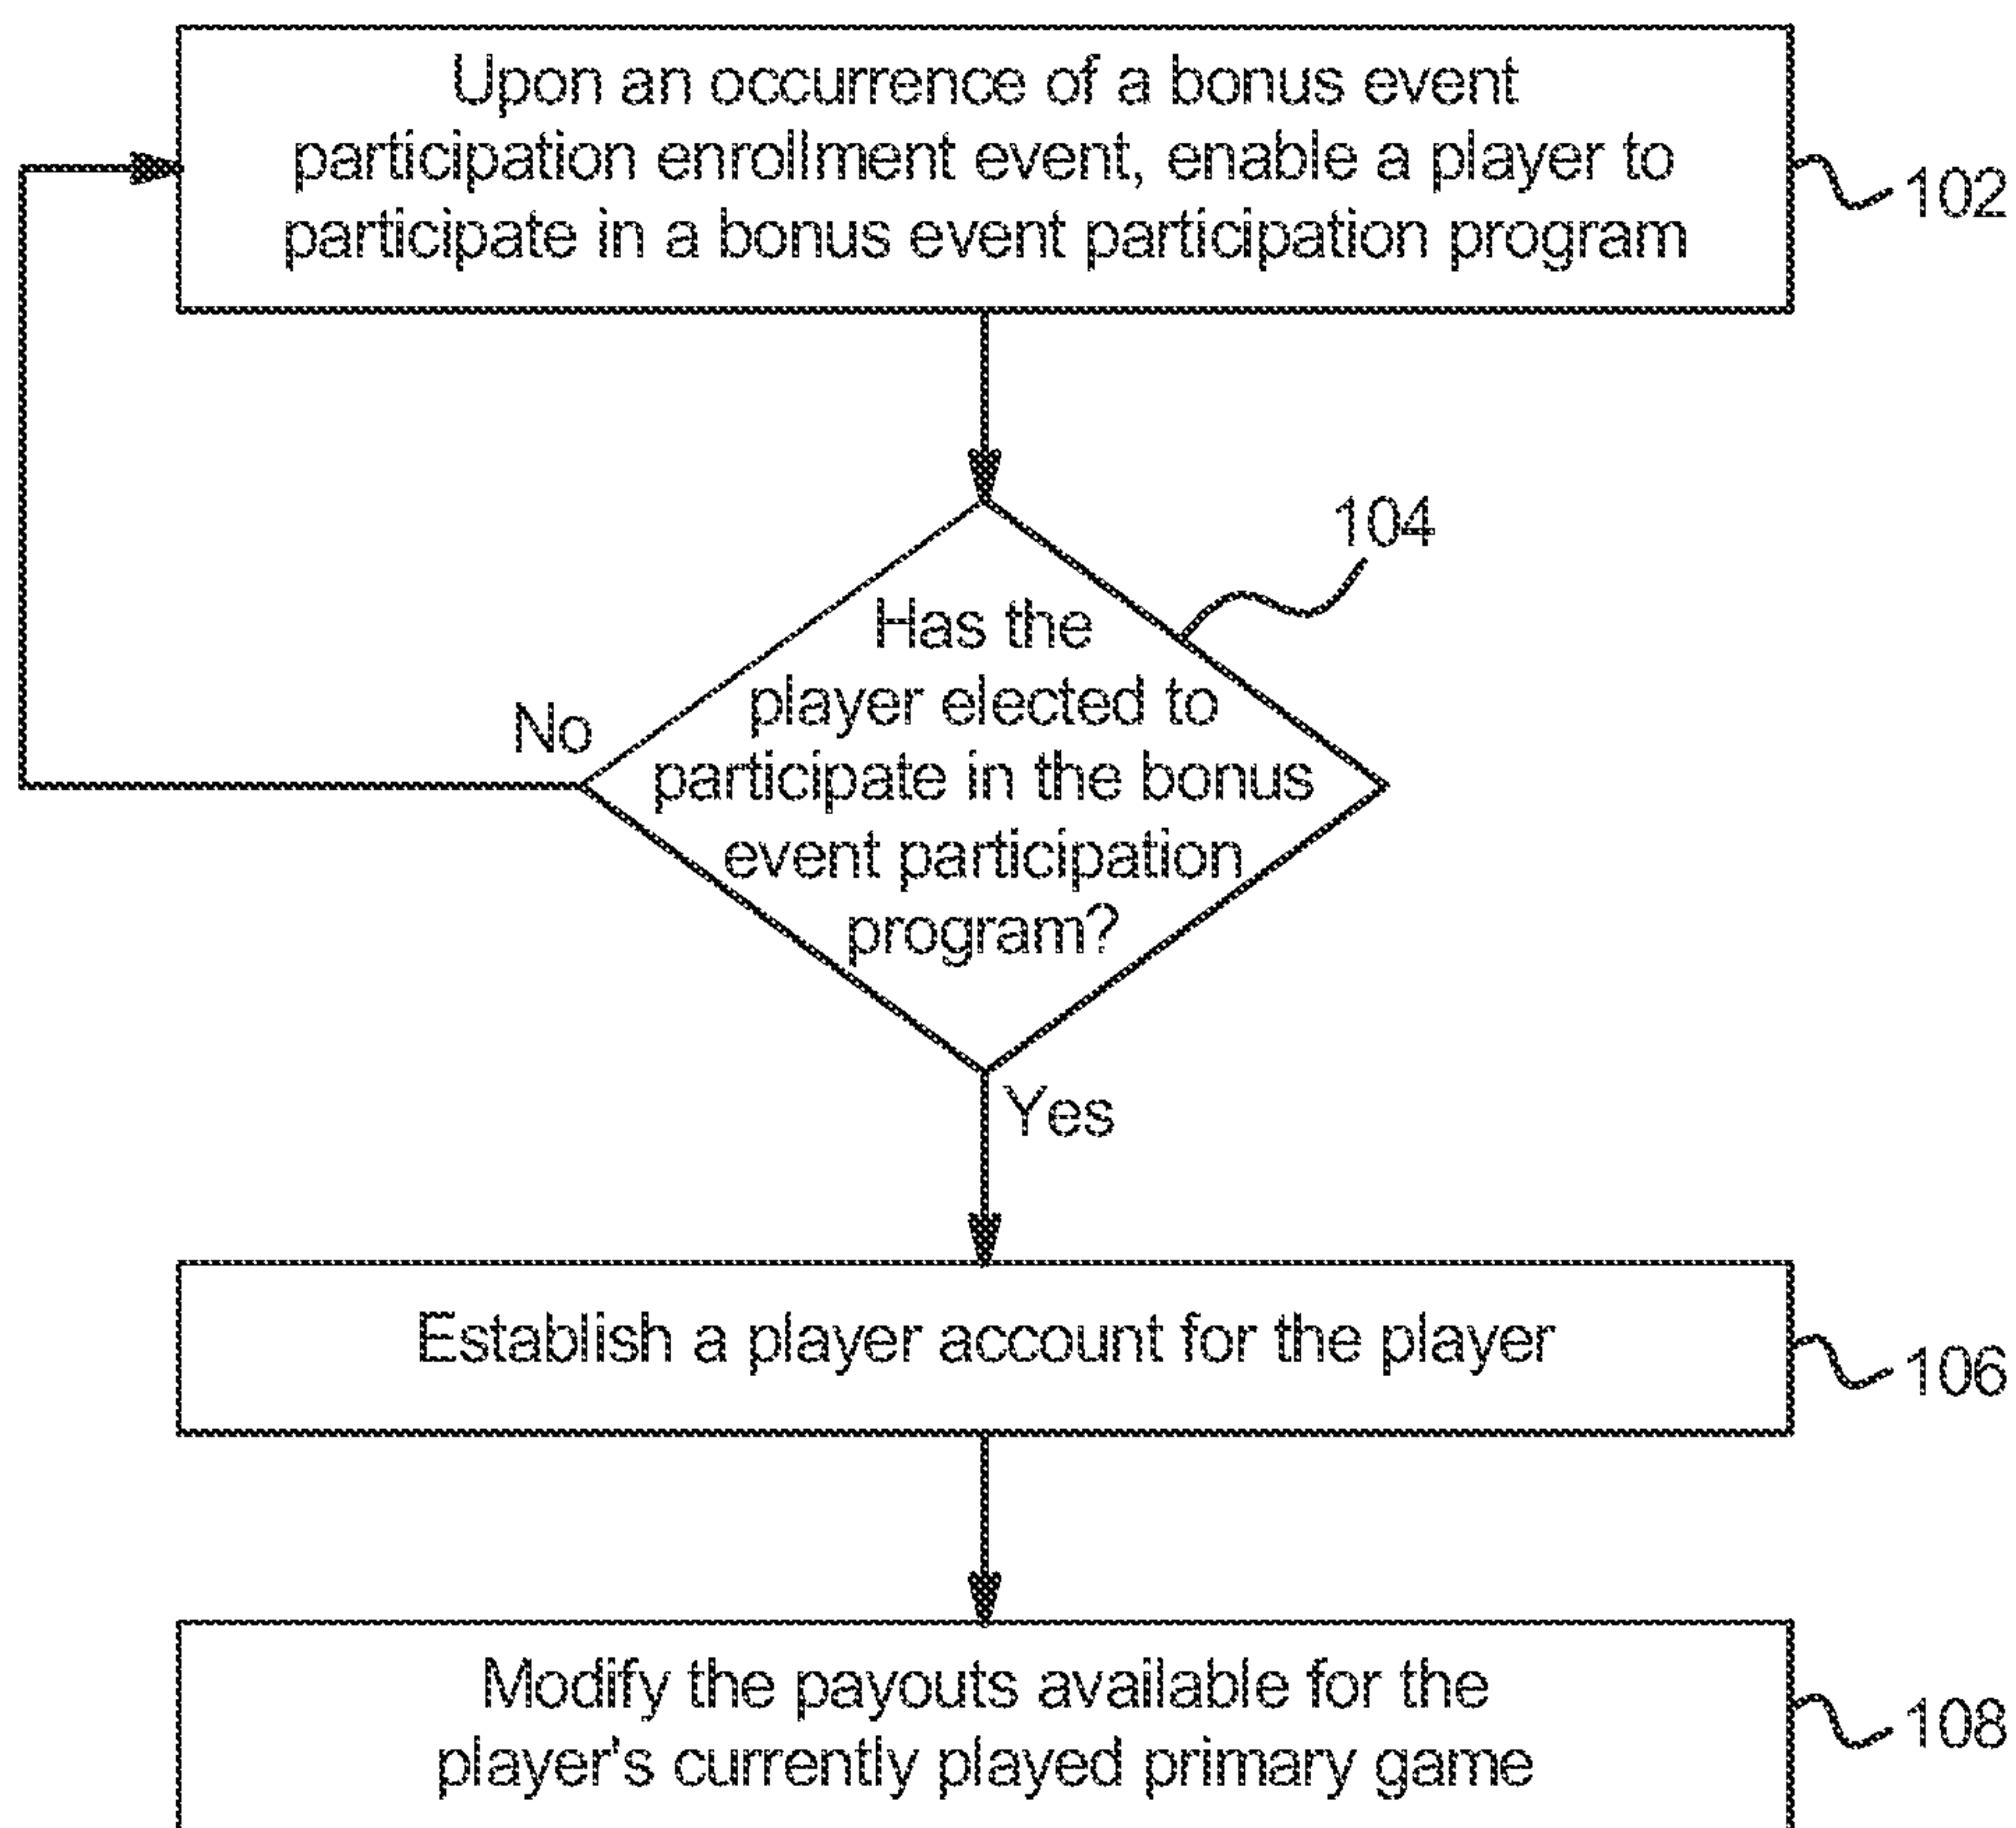 Upon an occurrence of a bonus event
participation enrollment event, enable a player to
participate in a bonus event participation program
102
104
Has the
player elected to
participate in the bonus
event participation
program?
No
Yes
Establish a player account for the player
106
Modify the payouts available for the
player's currently played primary game
108